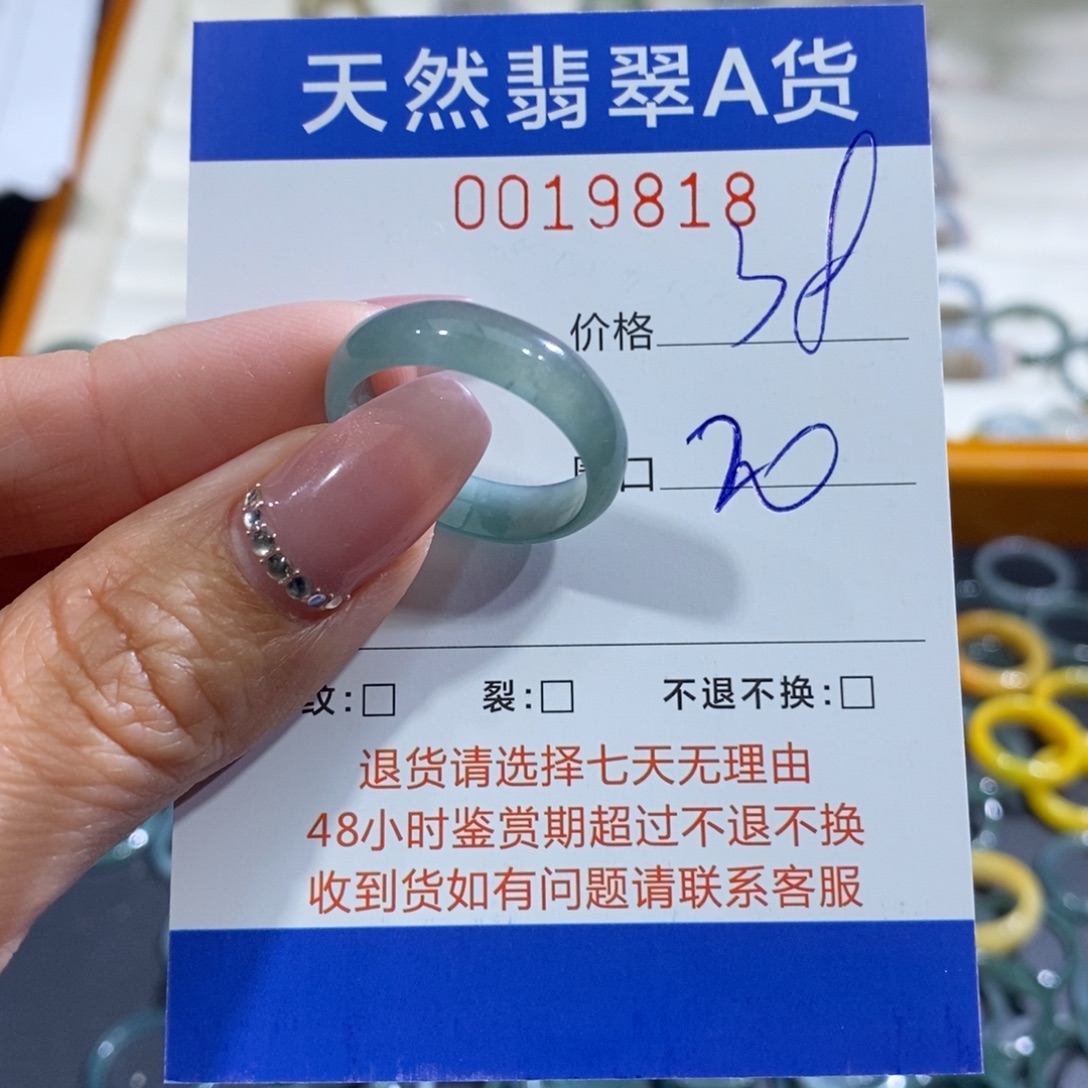 天然翡翠A货
0019818
价格 58
口 20
纹:□ 裂:□ 不退不换:□
退货请选择七天无理由
48小时鉴赏期超过不退不换
收到货如有问题请联系客服